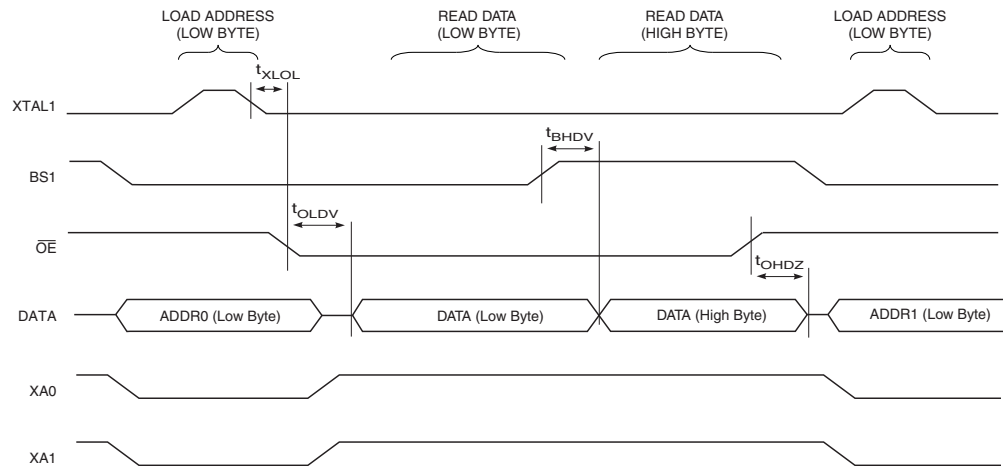 LOAD ADDRESS
(LOW BYTE)
READ DATA
(LOW BYTE)
READ DATA
(HIGH BYTE)
LOAD ADDRESS
(LOW BYTE)
tXLOL
XTAL1
tBHDV
BS1
tOLDV
OE
tOHDZ
DATA
ADDR0 (Low Byte)
DATA (Low Byte)
DATA (High Byte)
ADDR1 (Low Byte)
XA0
XA1